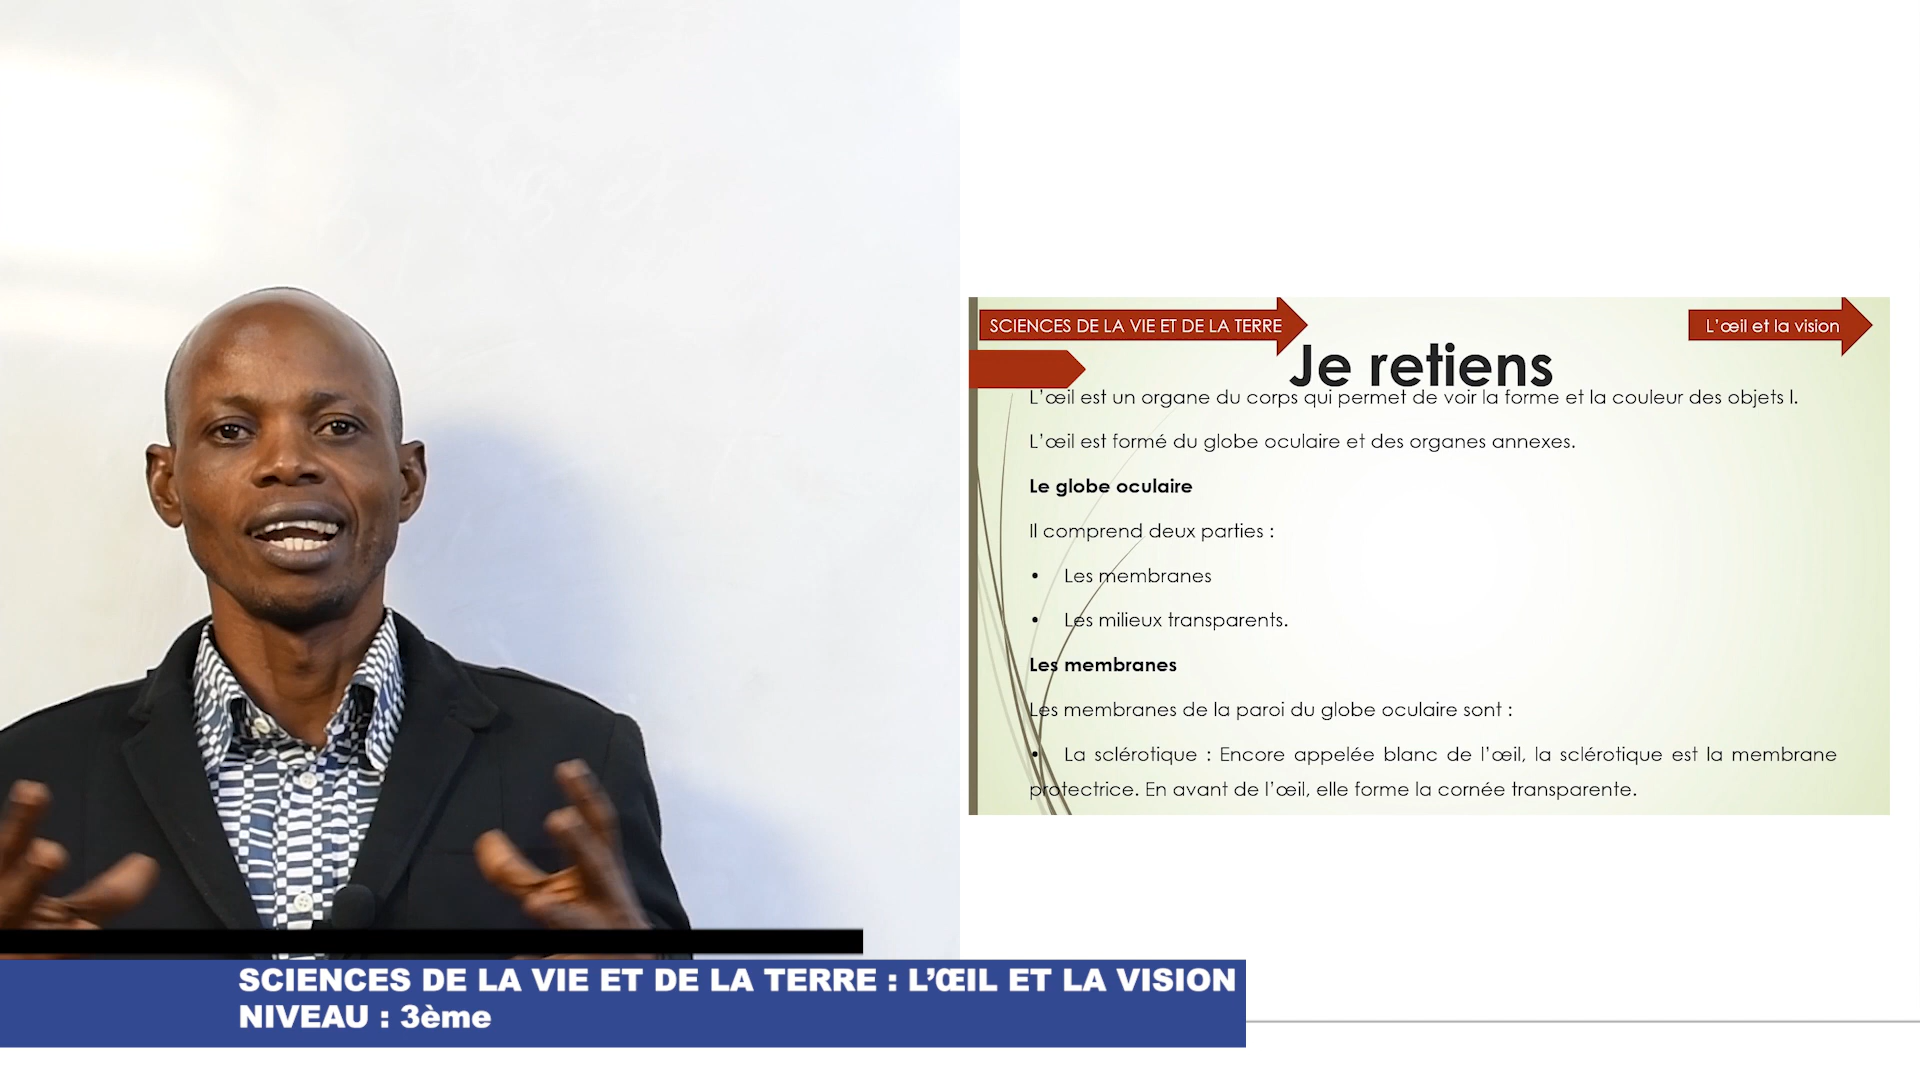 SCIENCES DE LA VIE ET DE LA TERRE
L'œil et la vision
Je retiens
L'œil est un organe du corps qui permet de voir la forme et la couleur des objets l.
L'œil est formé du globe oculaire et des organes annexes.
Le globe oculaire
Il comprend deux parties :
• Les membranes
• Les milieux transparents.
Les membranes
Les membranes de la paroi du globe oculaire sont :
• La sclérotique : Encore appelée blanc de l'œil, la sclérotique est la membrane
protectrice. En avant de l'œil, elle forme la cornée transparente.
SCIENCES DE LA VIE ET DE LA TERRE : L'ŒIL ET LA VISION
NIVEAU : 3ème